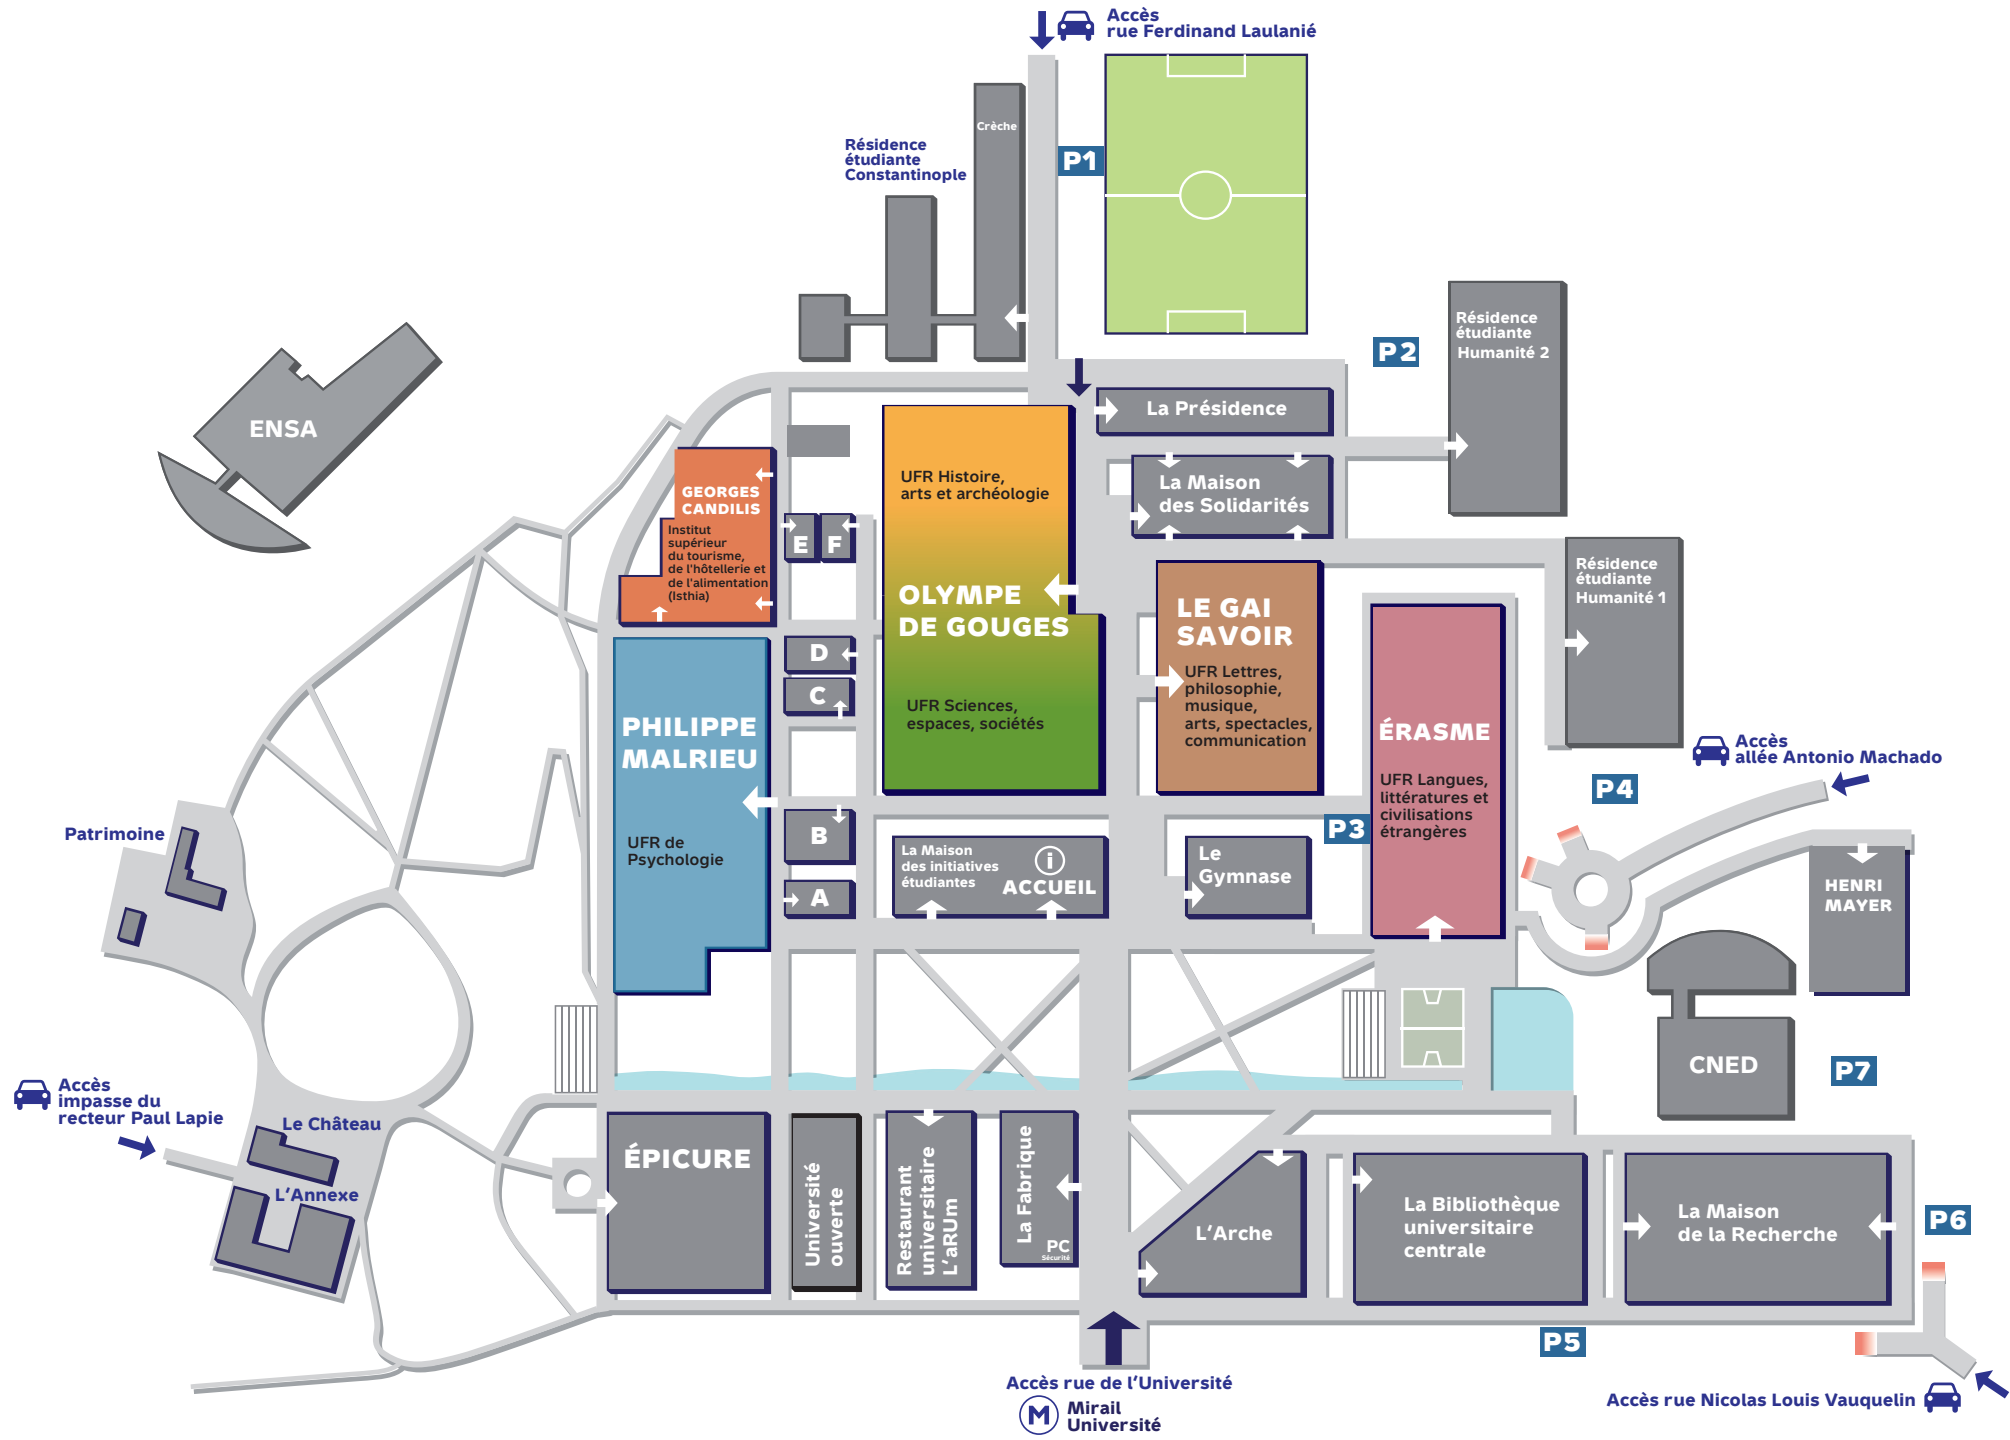 Accès
rue Ferdinand Laulanié
Crèche
Résidence
étudiante
Constantinople
P1
P2
Résidence
étudiante
Humanité 2
ENSA
La Présidence
La Maison
des Solidarités
UFR Histoire,
arts et archéologie
OLYMPE
DE GOUGES
UFR Sciences,
espaces, sociétés
GEORGES
CANDILIS
Institut
supérieur
du tourisme,
de l'hôtellerie et
de l'alimentation
(Isthia)
E
F
D
C
B
A
LE GAI
SAVOIR
UFR Lettres,
philosophie,
musique,
arts, spectacles,
communication
Résidence
étudiante
Humanité 1
PHILIPPE
MALRIEU
UFR de
Psychologie
ÉRASME
UFR Langues,
littératures et
civilisations
étrangères
Accès
allée Antonio Machado
P4
P3
Patrimoine
La Maison
des initiatives
étudiantes
i
ACCUEIL
Le
Gymnase
HENRI
MAYER
CNED
P7
Accès
impasse du
recteur Paul Lapie
Le Château
L'Annexe
ÉPICURE
Université
ouverte
Restaurant
universitaire
L'aRUm
La Fabrique
PC
Sécurité
L'Arche
La Bibliothèque
universitaire
centrale
La Maison
de la Recherche
P6
P5
Accès rue de l'Université
M
Mirail
Université
Accès rue Nicolas Louis Vauquelin